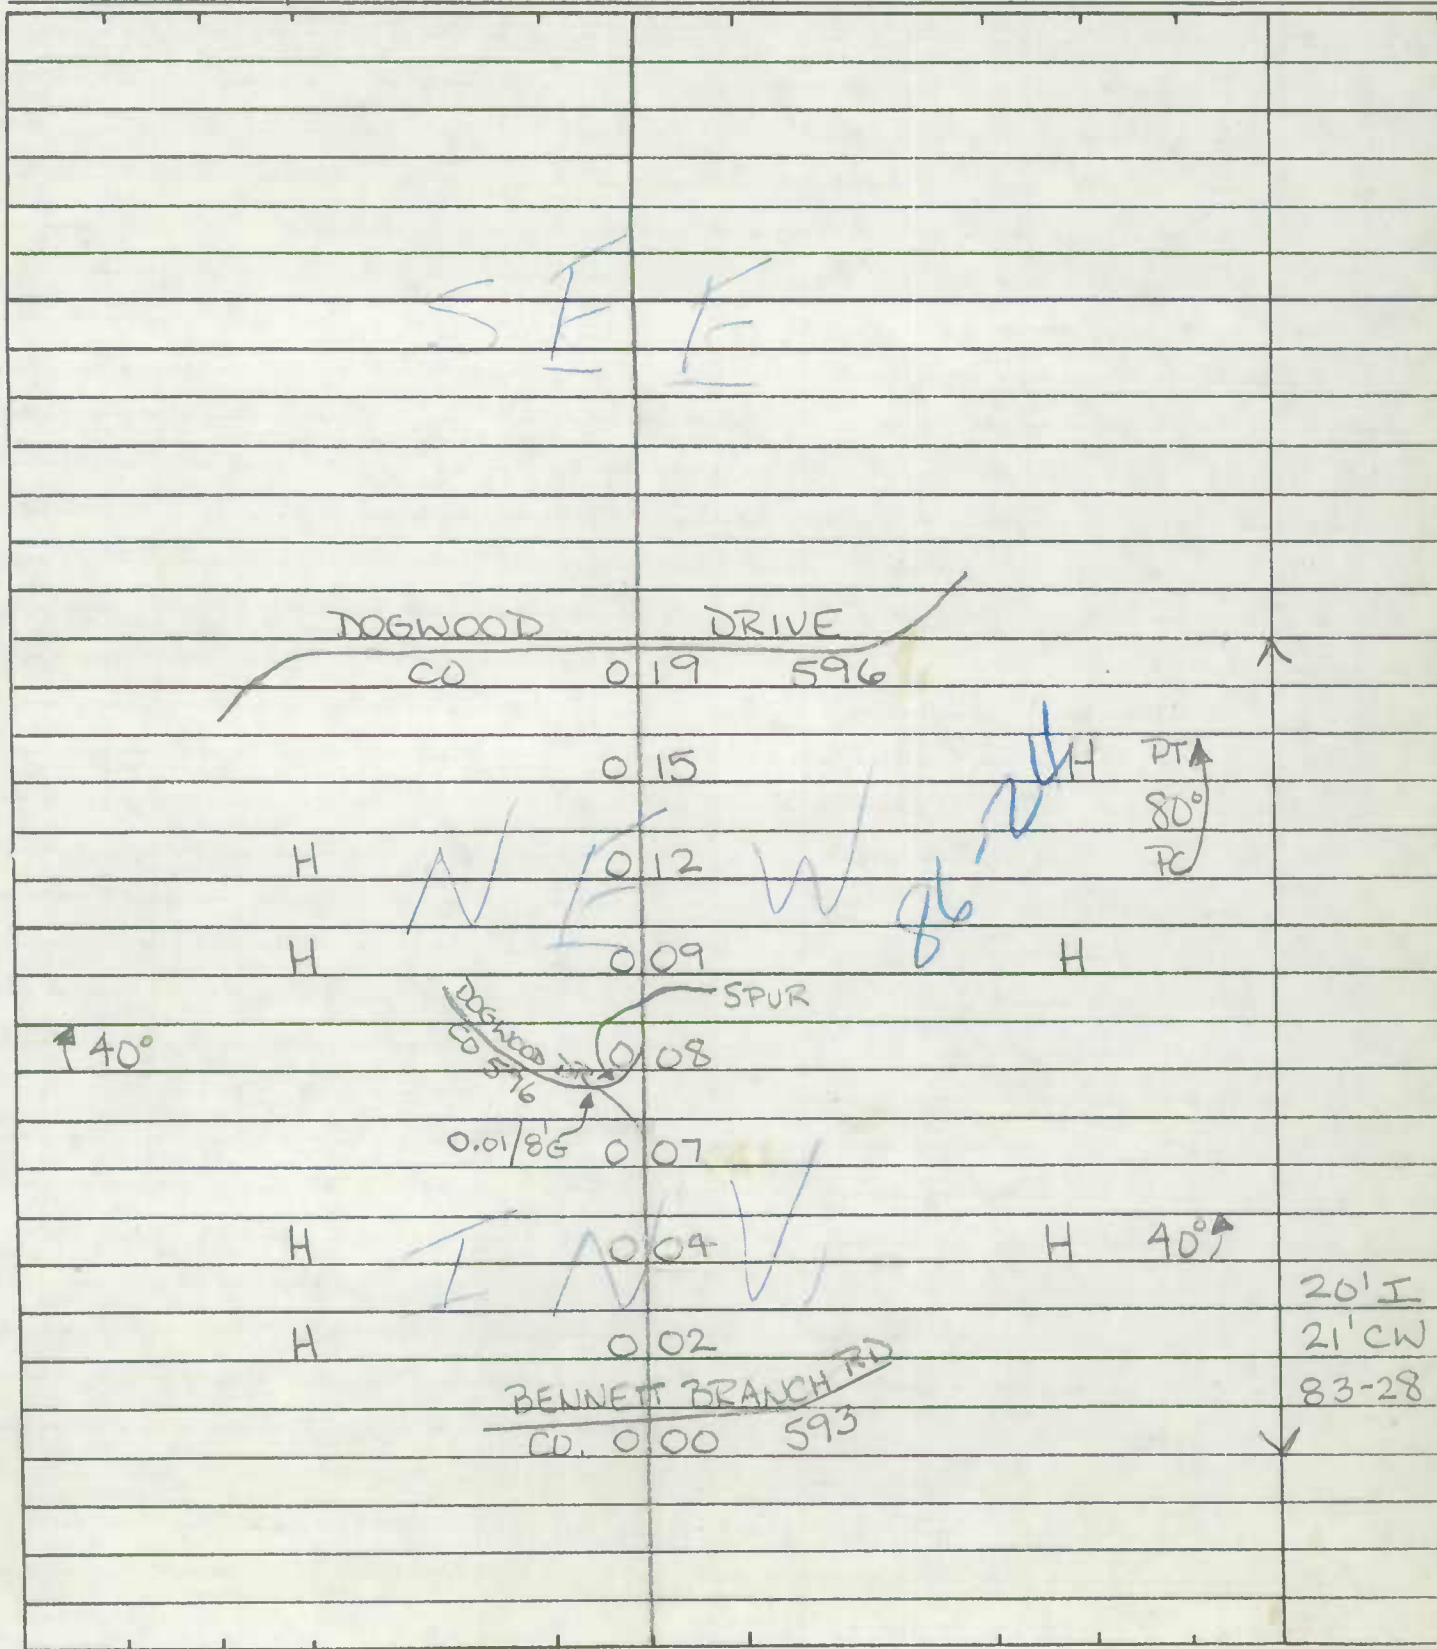 SEE
DOGWOOD DRIVE
CO 0 19 596
0 15 H PT
80°
H 0 12 PC
NEW
H 0 09 H
SPUR
DOGWOOD DR
CO 596
40° 0 08
0.01/8'G 0 07
INV
H 0 04 H 40°
20' I
H 0 02 21' CW
BENNETT BRANCH RD 83-28
CO. 0 00 593